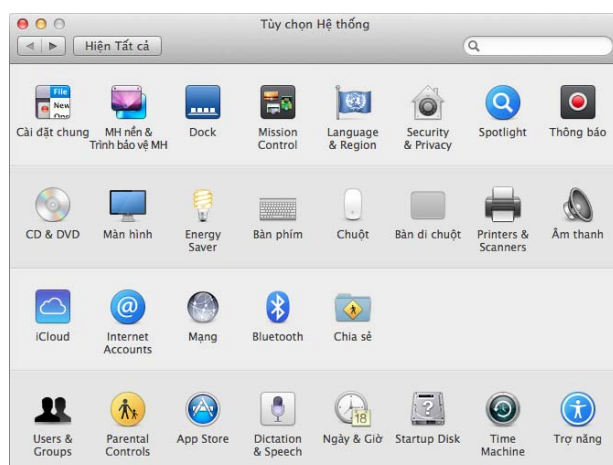 Tùy chọn Hệ thống
Hiện Tất cả
File
New
Cài đặt chung MH nền & Dock Mission Language Security Spotlight Thông báo
Trình bảo vệ MH Control & Region & Privacy
CD & DVD Màn hình Energy Bàn phím Chuột Bàn di chuột Printers & Âm thanh
Saver Scanners
iCloud Internet Mạng Bluetooth Chia sẻ
Accounts
18
Users & Parental App Store Dictation Ngày & Giờ Startup Disk Time Trợ năng
Groups Controls & Speech Machine